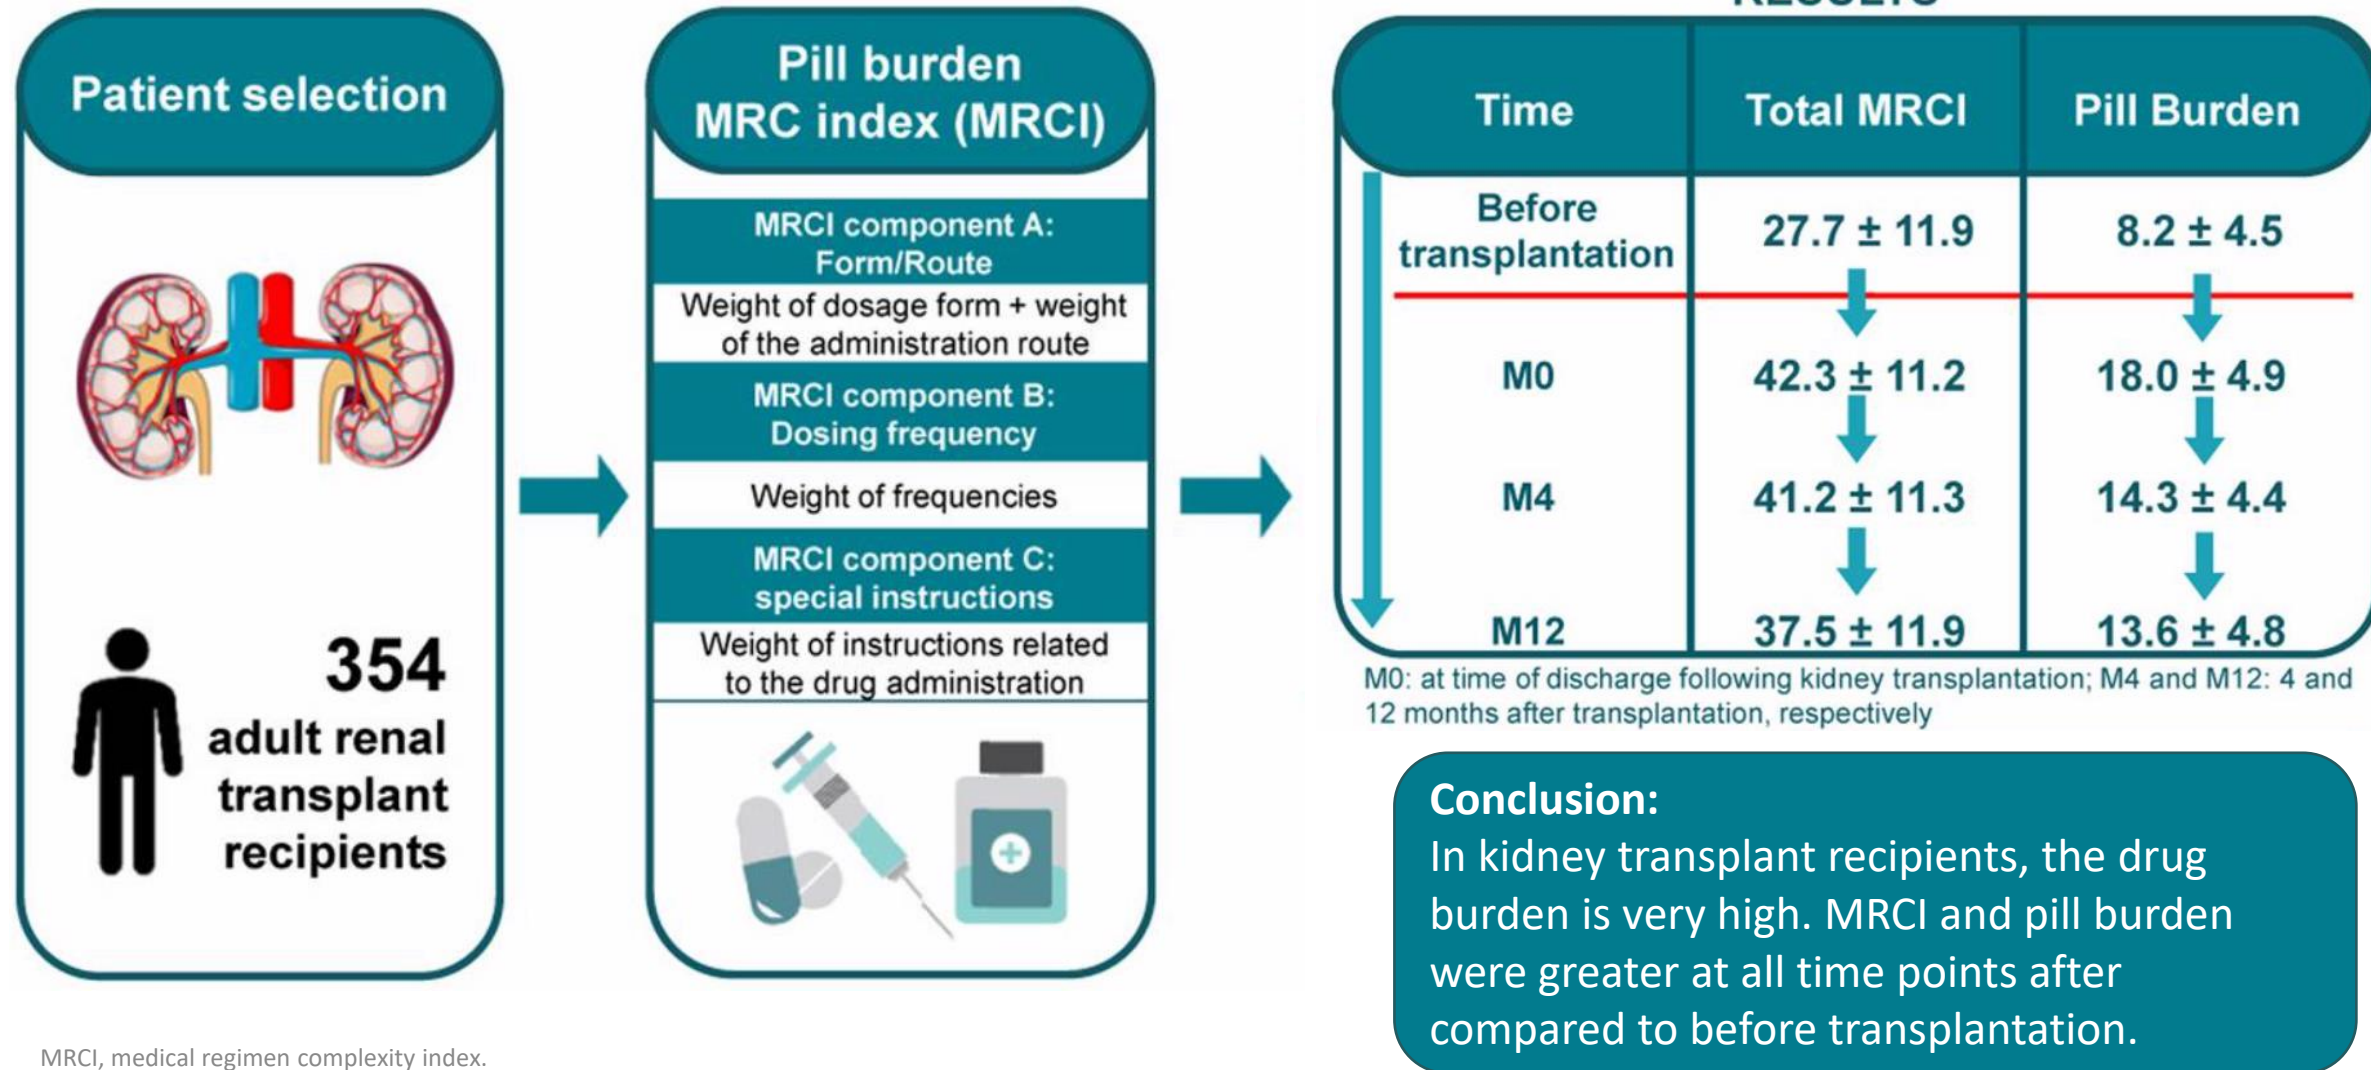 Patient selection
354
adult renal
transplant
recipients
Pill burden
MRC index (MRCI)
MRCI component A:
Form/Route
Weight of dosage form + weight
of the administration route
MRCI component B:
Dosing frequency
Weight of frequencies
MRCI component C:
special instructions
Weight of instructions related
to the drug administration
RESULTS
Time Total MRCI Pill Burden
Before
transplantation 27.7 ± 11.9 8.2 ± 4.5
M0 42.3 ± 11.2 18.0 ± 4.9
M4 41.2 ± 11.3 14.3 ± 4.4
M12 37.5 ± 11.9 13.6 ± 4.8
M0: at time of discharge following kidney transplantation; M4 and M12: 4 and
12 months after transplantation, respectively
Conclusion:
In kidney transplant recipients, the drug
burden is very high. MRCI and pill burden
were greater at all time points after
compared to before transplantation.
MRCI, medical regimen complexity index.